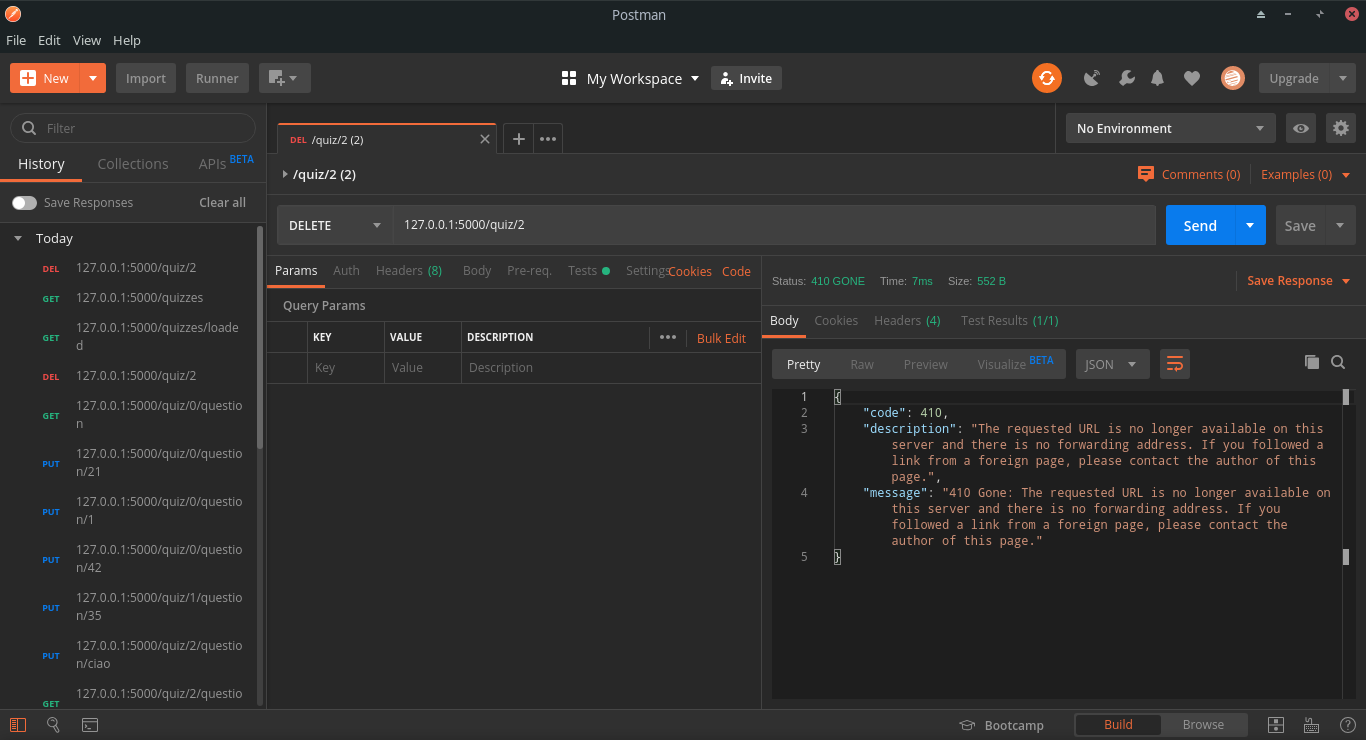 Postman
File Edit View Help
New Import Runner My Workspace Invite Upgrade
Filter
History Collections APIs BETA
Save Responses Clear all
Today
DEL 127.0.0.1:5000/quiz/2
GET 127.0.0.1:5000/quizzes
GET 127.0.0.1:5000/quizzes/loade
d
DEL 127.0.0.1:5000/quiz/2
GET 127.0.0.1:5000/quiz/0/questio
n
PUT 127.0.0.1:5000/quiz/0/questio
n/21
PUT 127.0.0.1:5000/quiz/0/questio
n/1
PUT 127.0.0.1:5000/quiz/0/questio
n/42
PUT 127.0.0.1:5000/quiz/1/questio
n/35
PUT 127.0.0.1:5000/quiz/2/questio
n/ciao
GET 127.0.0.1:5000/quiz/2/questio
DEL /quiz/2 (2)
No Environment
/quiz/2 (2)
Comments (0) Examples (0)
DELETE 127.0.0.1:5000/quiz/2 Send Save
Params Auth Headers (8) Body Pre-req. Tests Settings Cookies Code
Query Params
KEY VALUE DESCRIPTION ••• Bulk Edit
Key Value Description
Status: 410 GONE Time: 7ms Size: 552 B Save Response
Body Cookies Headers (4) Test Results (1/1)
Pretty Raw Preview Visualize BETA JSON
1 {
2 "code": 410,
3 "description": "The requested URL is no longer available on this
server and there is no forwarding address. If you followed a
link from a foreign page, please contact the author of this
page.",
4 "message": "410 Gone: The requested URL is no longer available on
this server and there is no forwarding address. If you
followed a link from a foreign page, please contact the
author of this page."
5 }
Bootcamp Build Browse